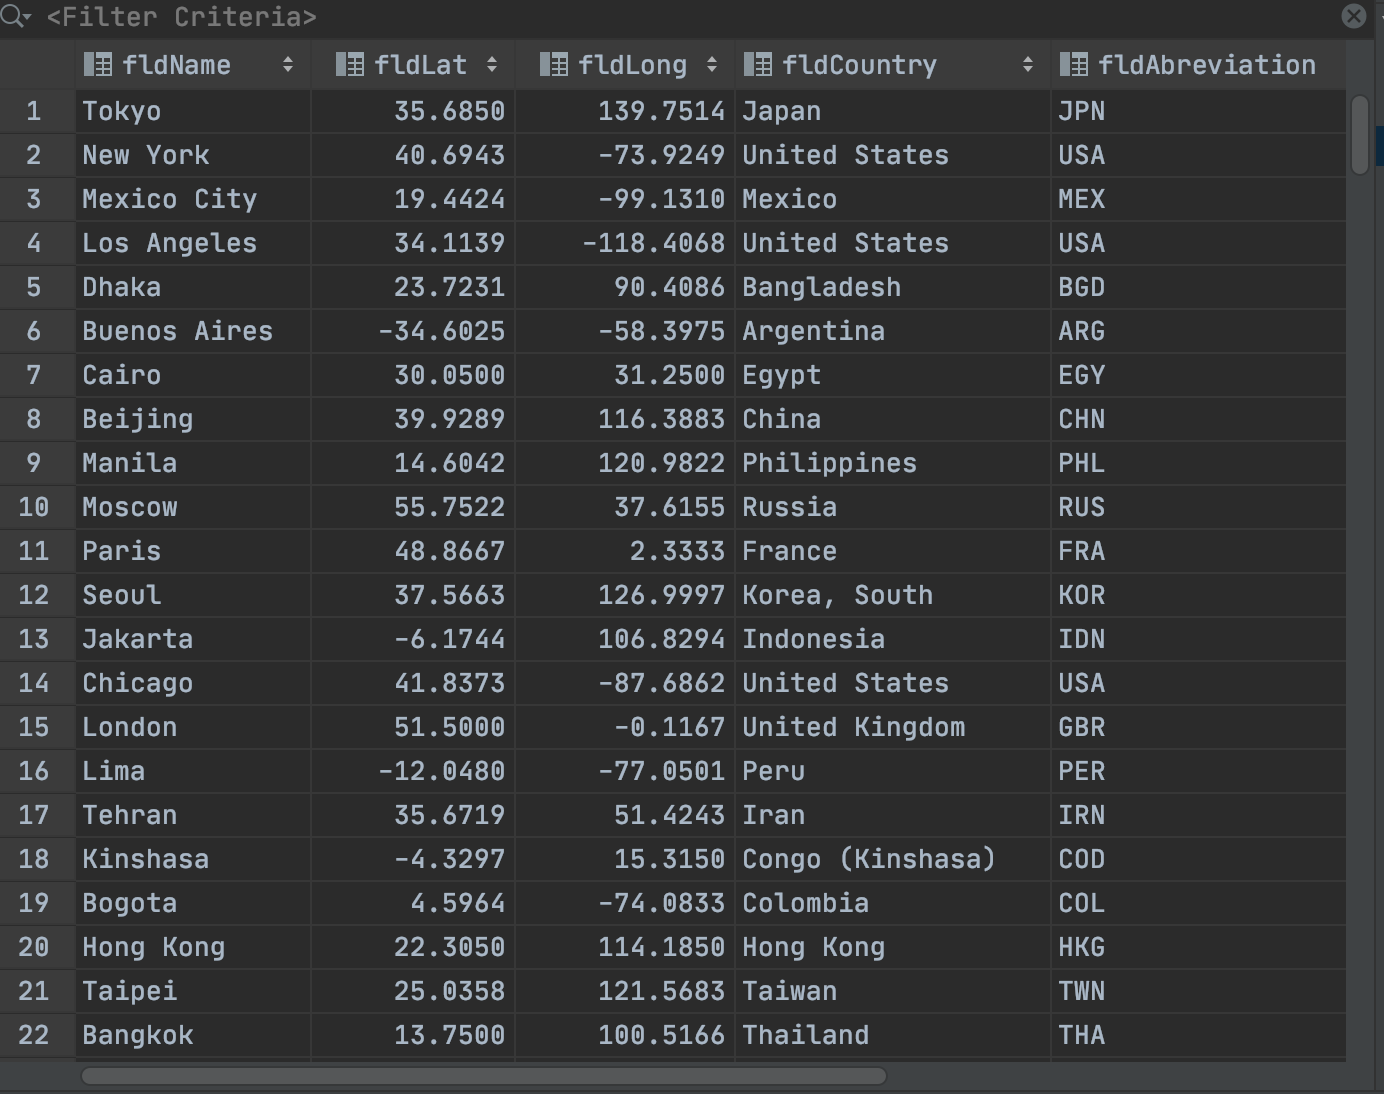 <Filter Criteria>
fldName fldLat fldLong fldCountry fldAbreviation
1 Tokyo 35.6850 139.7514 Japan JPN
2 New York 40.6943 -73.9249 United States USA
3 Mexico City 19.4424 -99.1310 Mexico MEX
4 Los Angeles 34.1139 -118.4068 United States USA
5 Dhaka 23.7231 90.4086 Bangladesh BGD
6 Buenos Aires -34.6025 -58.3975 Argentina ARG
7 Cairo 30.0500 31.2500 Egypt EGY
8 Beijing 39.9289 116.3883 China CHN
9 Manila 14.6042 120.9822 Philippines PHL
10 Moscow 55.7522 37.6155 Russia RUS
11 Paris 48.8667 2.3333 France FRA
12 Seoul 37.5663 126.9997 Korea, South KOR
13 Jakarta -6.1744 106.8294 Indonesia IDN
14 Chicago 41.8373 -87.6862 United States USA
15 London 51.5000 -0.1167 United Kingdom GBR
16 Lima -12.0480 -77.0501 Peru PER
17 Tehran 35.6719 51.4243 Iran IRN
18 Kinshasa -4.3297 15.3150 Congo (Kinshasa) COD
19 Bogota 4.5964 -74.0833 Colombia COL
20 Hong Kong 22.3050 114.1850 Hong Kong HKG
21 Taipei 25.0358 121.5683 Taiwan TWN
22 Bangkok 13.7500 100.5166 Thailand THA